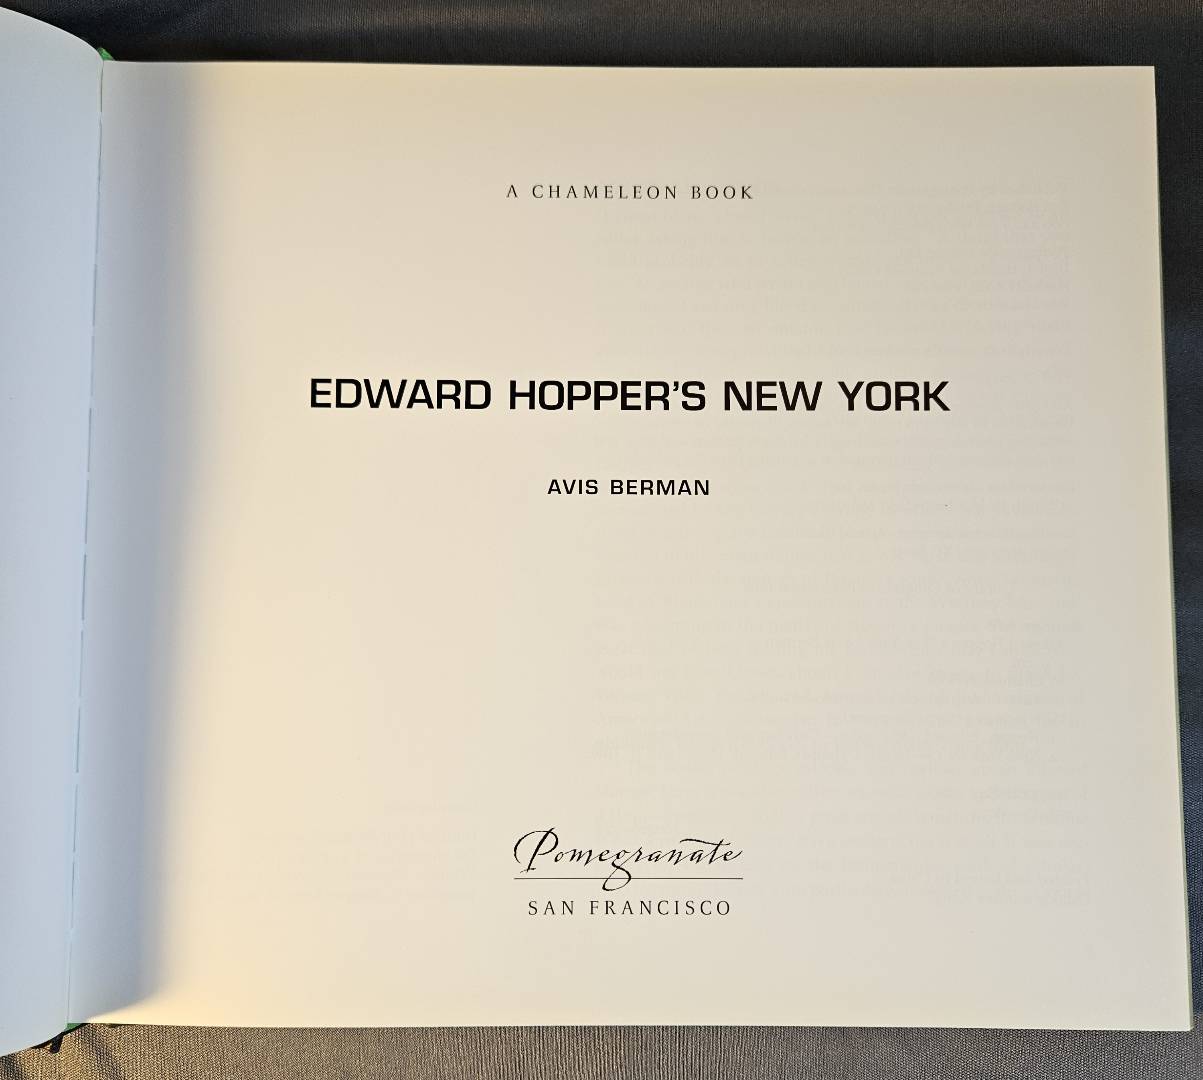 A CHAMELEON BOOK
EDWARD HOPPER'S NEW YORK
AVIS BERMAN
Pomegranate
SAN FRANCISCO